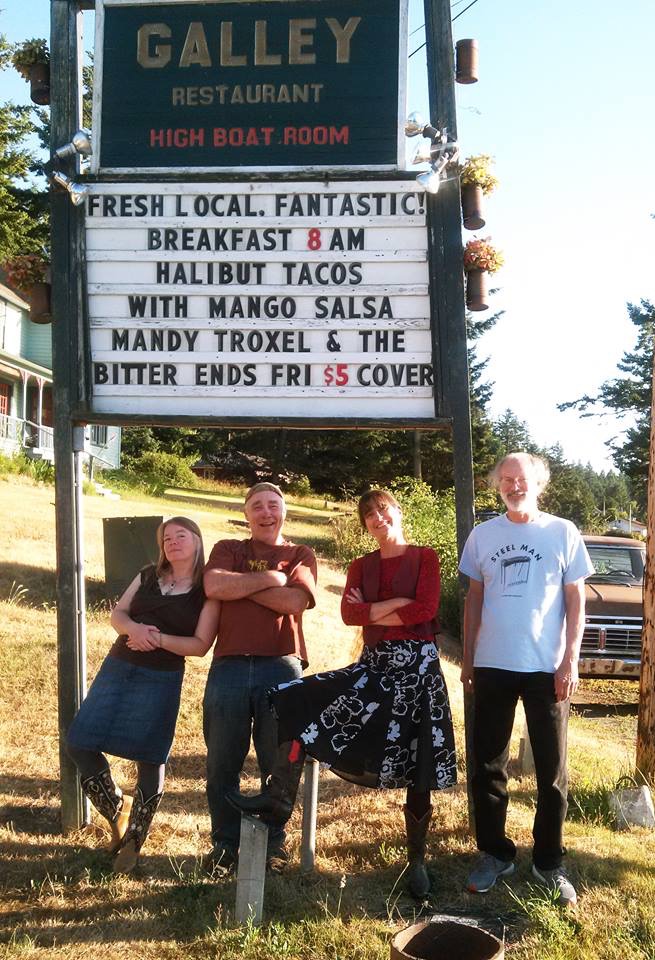 GALLEY
RESTAURANT
HIGH BOAT ROOM
FRESH LOCAL. FANTASTIC!
BREAKFAST 8 AM
HALIBUT TACOS
WITH MANGO SALSA
MANDY TROXEL & THE
BITTER ENDS FRI $5 COVER
STEEL MAN